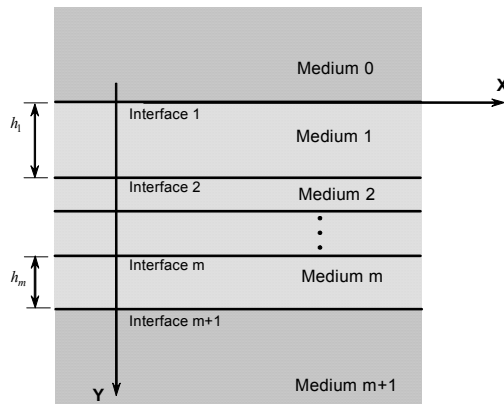 Medium 0
X
Interface 1
h₁
Medium 1
Interface 2
Medium 2
Interface m
hₘ
Medium m
Interface m+1
Y
Medium m+1